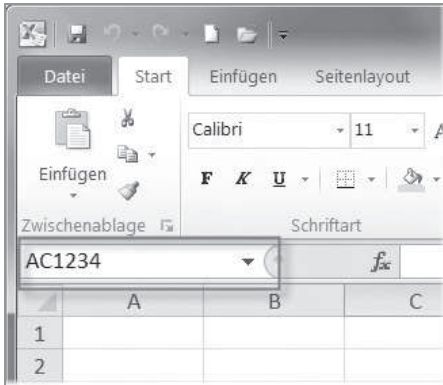 Datei Start Einfügen Seitenlayout
Calibri 11 A
Einfügen
F K U
Zwischenablage Schriftart
AC1234 fx
A B C
1
2